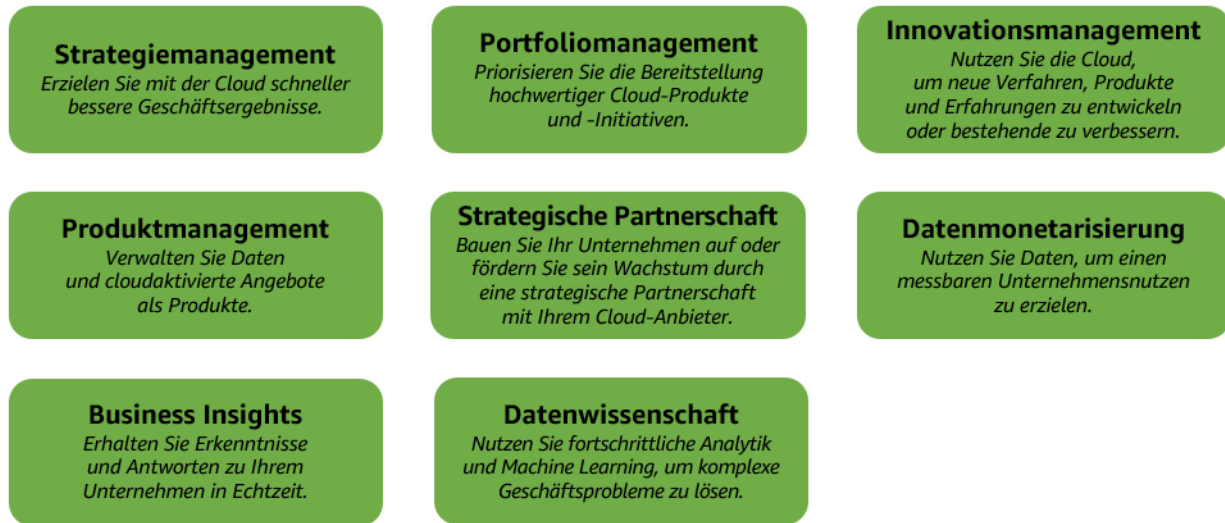 Strategiemanagement
Erzielen Sie mit der Cloud schneller
bessere Geschäftsergebnisse.
Portfoliomanagement
Priorisieren Sie die Bereitstellung
hochwertiger Cloud-Produkte
und -Initiativen.
Innovationsmanagement
Nutzen Sie die Cloud,
um neue Verfahren, Produkte
und Erfahrungen zu entwickeln
oder bestehende zu verbessern.
Produktmanagement
Verwalten Sie Daten
und cloudaktivierte Angebote
als Produkte.
Strategische Partnerschaft
Bauen Sie Ihr Unternehmen auf oder
fördern Sie sein Wachstum durch
eine strategische Partnerschaft
mit Ihrem Cloud-Anbieter.
Datenmonetarisierung
Nutzen Sie Daten, um einen
messbaren Unternehmensnutzen
zu erzielen.
Business Insights
Erhalten Sie Erkenntnisse
und Antworten zu Ihrem
Unternehmen in Echtzeit.
Datenwissenschaft
Nutzen Sie fortschrittliche Analytik
und Machine Learning, um komplexe
Geschäftsprobleme zu lösen.